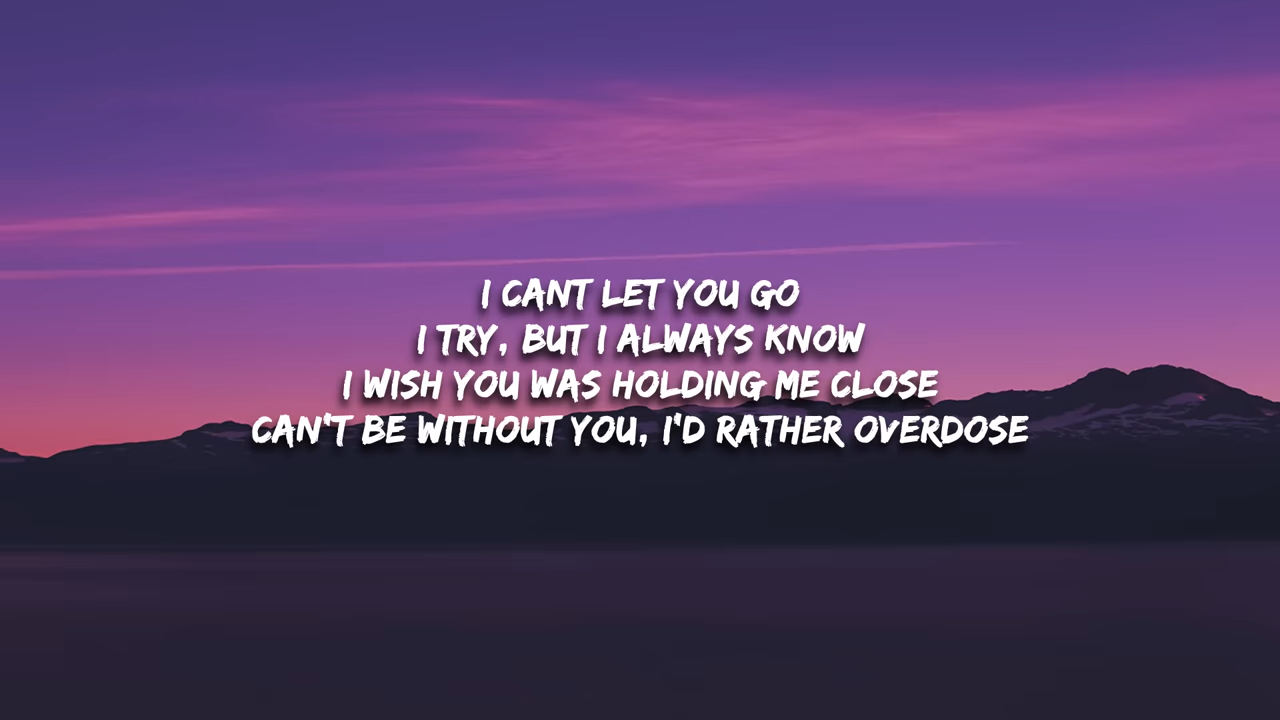 I CANT LET YOU GO
I TRY, BUT I ALWAYS KNOW
I WISH YOU WAS HOLDING ME CLOSE
CAN'T BE WITHOUT YOU, I'D RATHER OVERDOSE